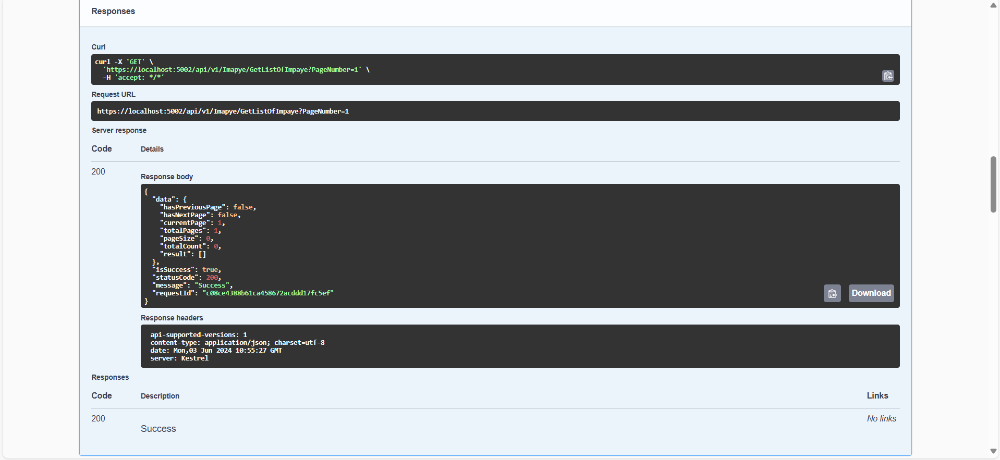 Responses
Curl
curl -X 'GET' \
  'https://localhost:5002/api/v1/Imapye/GetListOfImpaye?PageNumber=1' \
  -H 'accept: */*'
Request URL
https://localhost:5002/api/v1/Imapye/GetListOfImpaye?PageNumber=1
Server response
Code Details
200
Response body
{
  "data": {
    "hasPreviousPage": false,
    "hasNextPage": false,
    "currentPage": 1,
    "totalPages": 1,
    "pageSize": 0,
    "totalCount": 0,
    "result": []
  },
  "isSuccess": true,
  "statusCode": 200,
  "message": "Success",
  "requestId": "c08ce4388b61ca458672acddd17fc5ef"
}
Download
Response headers
api-supported-versions: 1
content-type: application/json; charset=utf-8
date: Mon,03 Jun 2024 10:55:27 GMT
server: Kestrel
Responses
Code Description Links
200 No links
Success